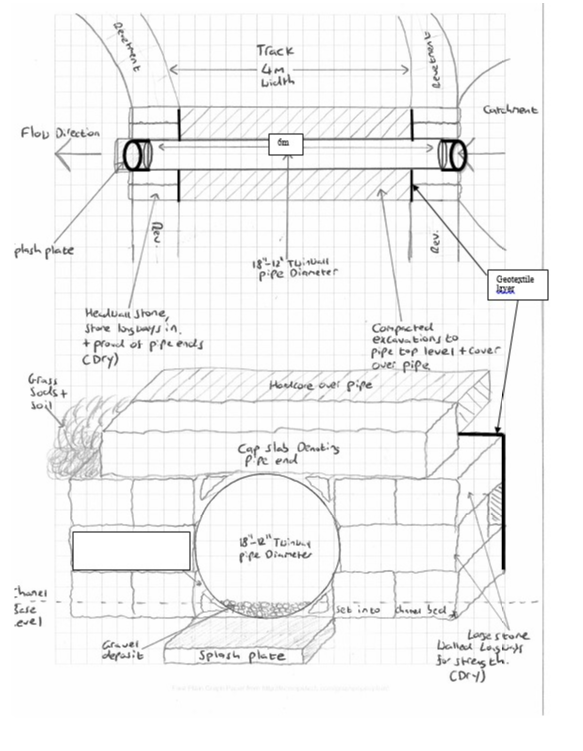 Revetment
Track
4m
width
Revetment
Catchment
Flow Direction
6m
plash plate
Rev
Rev.
18"-12" Twinwall
pipe Diameter
Geotextile
layer
Headwall stone,
stone longways in,
+ proud of pipe ends
(Dry)
Compacted
excavations to
pipe top level + cover
over pipe
Grass
Sods +
soil
Hardcore over pipe
Cap slab Denoting
pipe end
18"-12" Twinwall
pipe Diameter
hanel
Base
level
set into chanel bed
Gravel
deposit
Splash plate
Large stone
walled Longways
for strength.
(Dry)